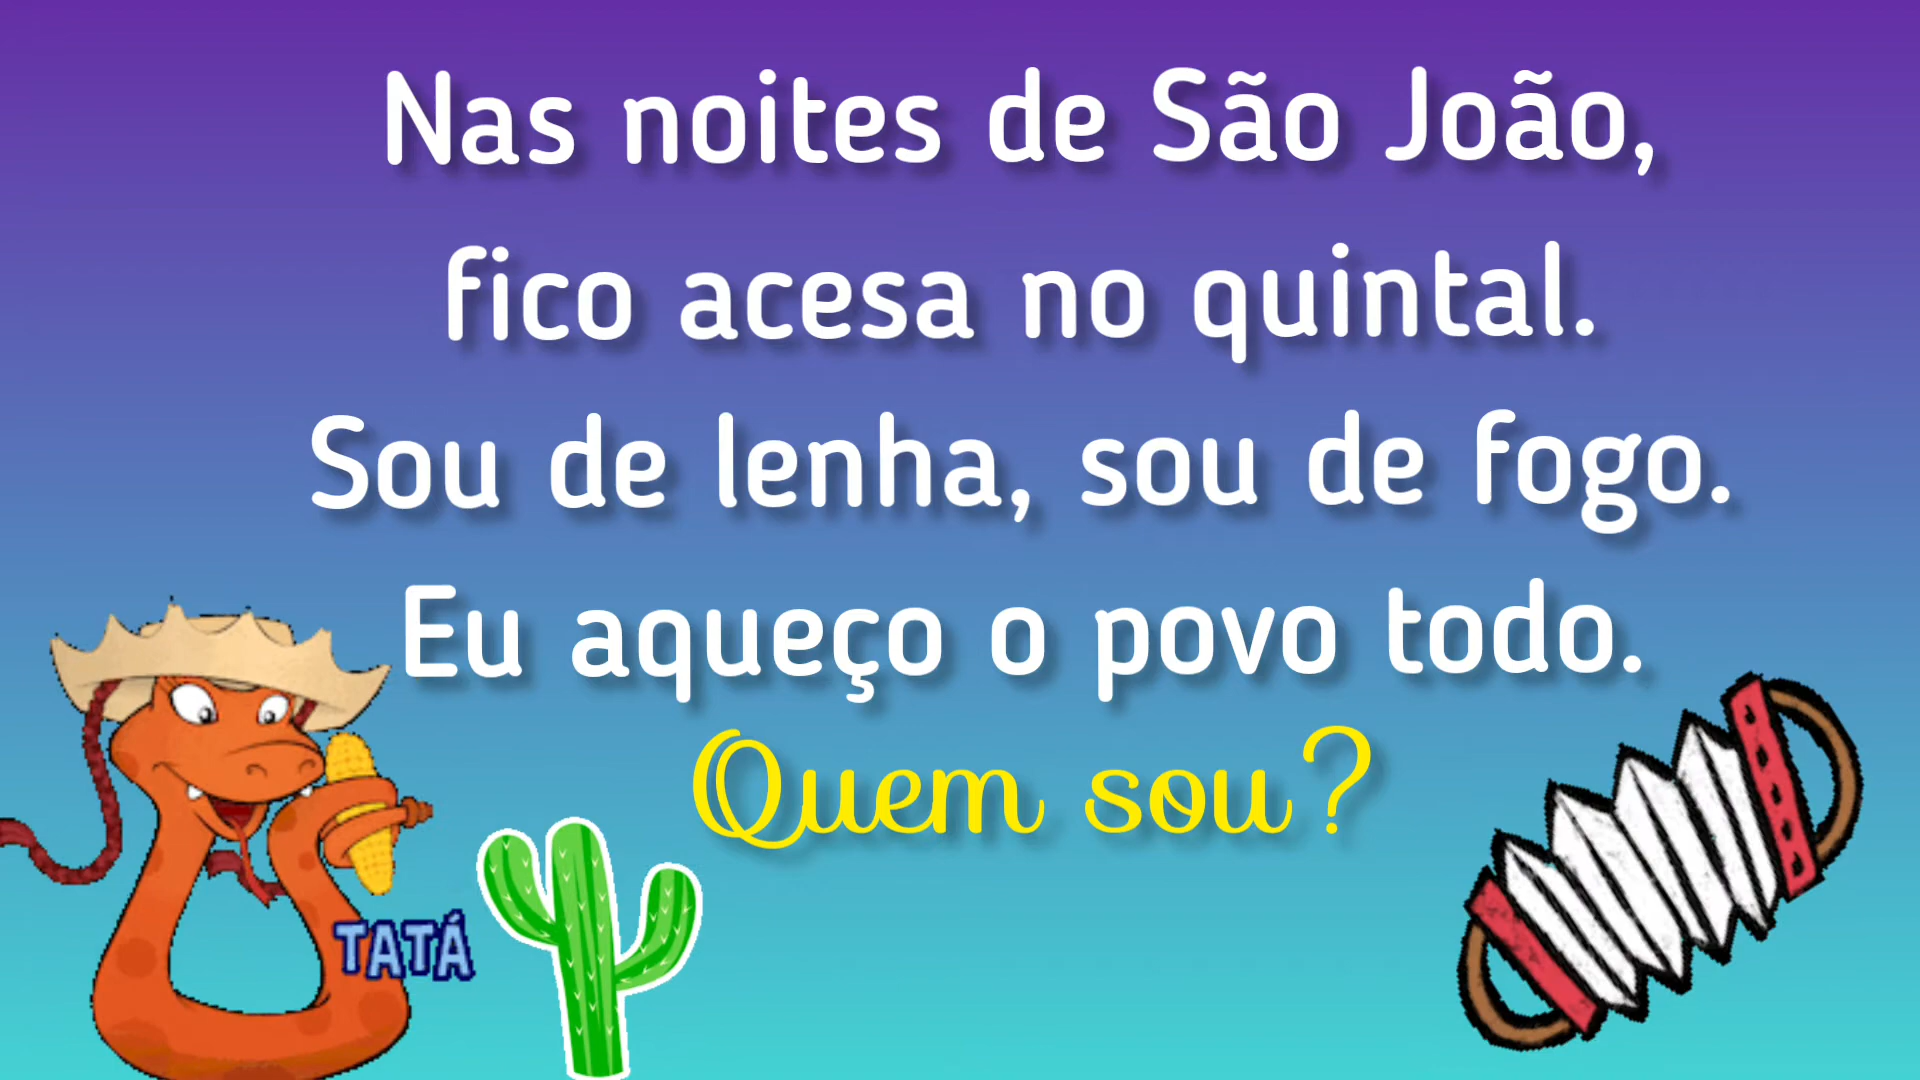 Nas noites de São João,
fico acesa no quintal.
Sou de lenha, sou de fogo.
Eu aqueço o povo todo.
Quem sou?
TATÁ